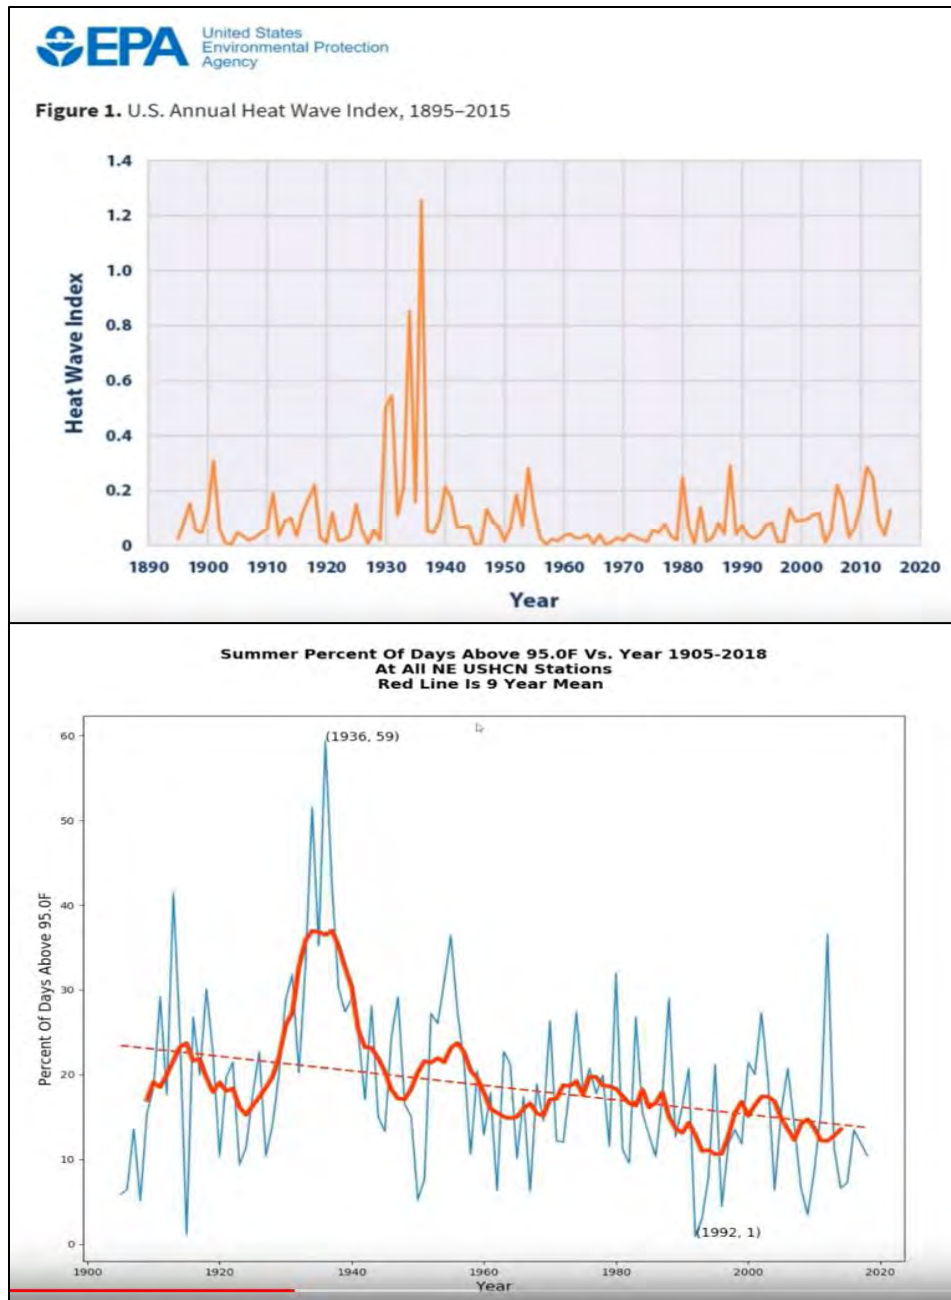 EPA
United States
Environmental Protection
Agency
Figure 1. U.S. Annual Heat Wave Index, 1895–2015
1.4
1.2
1.0
0.8
0.6
0.4
0.2
0
Heat Wave Index
1890 1900 1910 1920 1930 1940 1950 1960 1970 1980 1990 2000 2010 2020
Year
Summer Percent Of Days Above 95.0F Vs. Year 1905-2018
At All NE USHCN Stations
Red Line Is 9 Year Mean
(1936, 59)
60
50
40
30
20
10
0
Percent Of Days Above 95.0F
(1992, 1)
1900 1920 1940 1960 1980 2000 2020
Year